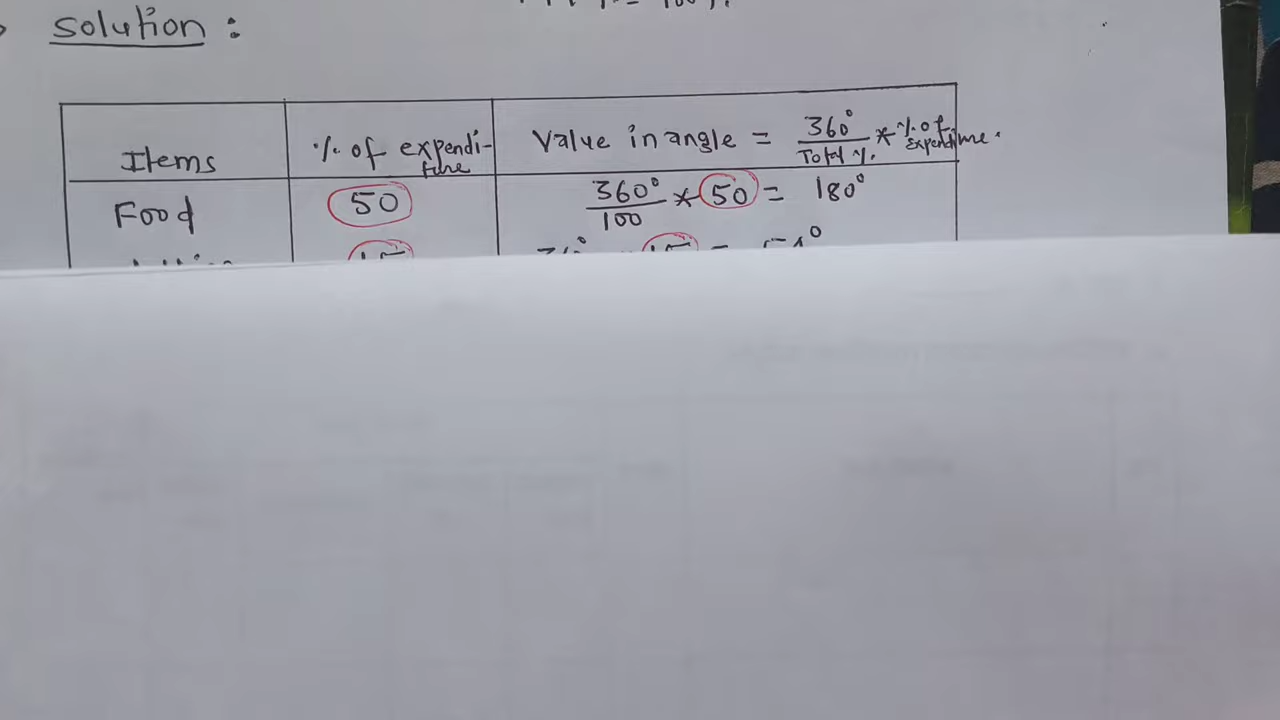 solution :
Items
% of expenditure
Value in angle = 360° / Total % * % of Expenditure.
Food
50
360° / 100 * 50 = 180°